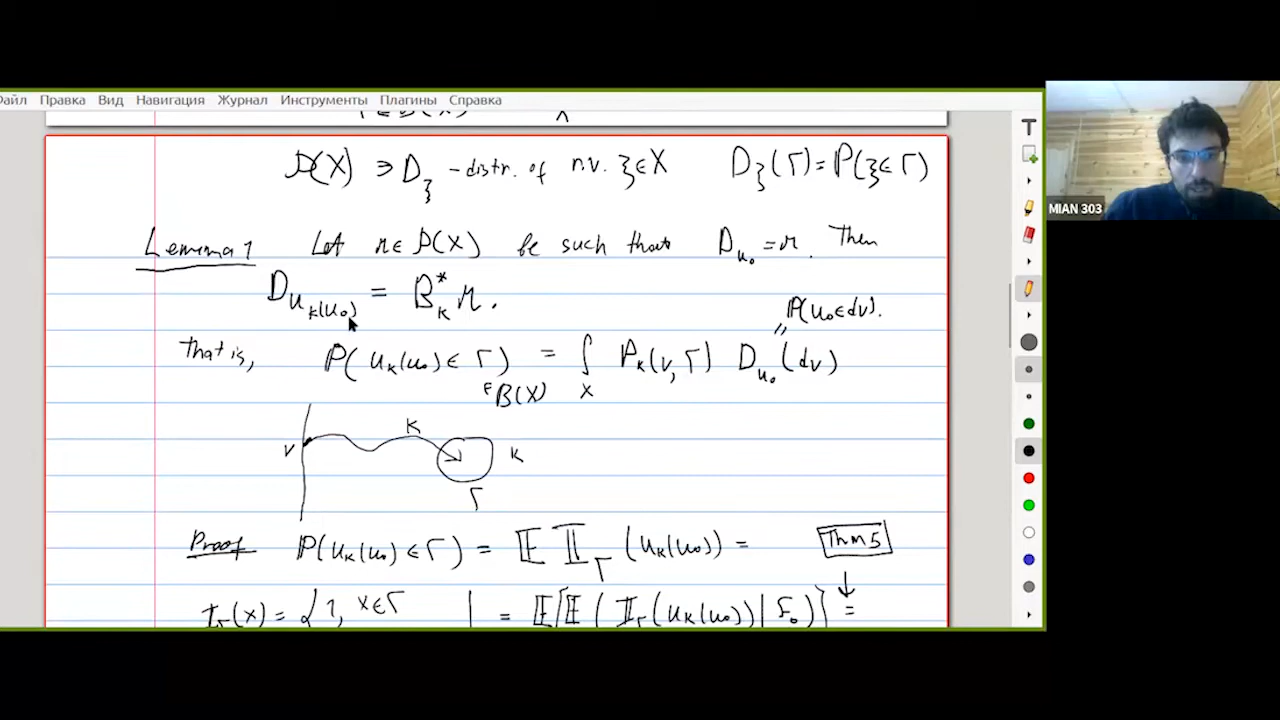 Файл Правка Вид Навигация Журнал Инструменты Плагины Справка
𝒫(X) ∋ D_ξ - distr. of r.v. ξ∈X D_ξ(Γ) = ℙ(ξ∈Γ)
Lemma 1 Let μ∈𝒫(X) be such that D_{u_0} = μ. Then
D_{u_k(u_0)} = B_k^* μ.
ℙ(u_0∈dv).
That is, ℙ(u_k(u_0)∈ Γ) = ∫_X P_k(v, Γ) D_{u_0}(dv)
∈B(X)
v K Γ K
Proof ℙ(u_k(u_0)∈Γ) = 𝔼 𝕀_Γ (u_k(u_0)) = Thm 5
I_Γ(x) = { 1, x∈Γ | = 𝔼[𝔼( 𝕀_Γ(u_k(u_0)) | F_0)] =
MIAN 303